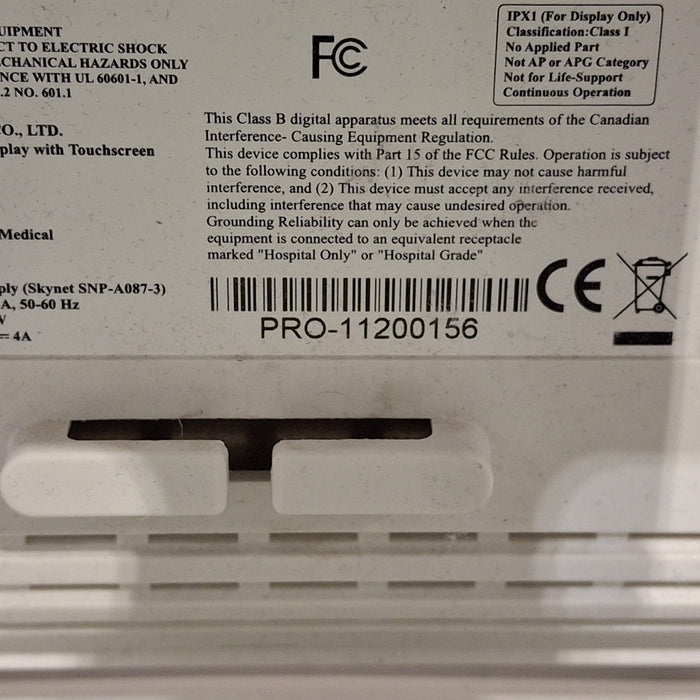 UIPMENT
CT TO ELECTRIC SHOCK
CHANICAL HAZARDS ONLY
NCE WITH UL 60601-1, AND
.2 NO. 601.1
O., LTD.
play with Touchscreen
Medical
ply (Skynet SNP-A087-3)
A, 50-60 Hz
V
= 4A
FC
IPX1 (For Display Only)
Classification:Class I
No Applied Part
Not AP or APG Category
Not for Life-Support
Continuous Operation
This Class B digital apparatus meets all requirements of the Canadian
Interference- Causing Equipment Regulation.
This device complies with Part 15 of the FCC Rules. Operation is subject
to the following conditions: (1) This device may not cause harmful
interference, and (2) This device must accept any interference received,
including interference that may cause undesired operation.
Grounding Reliability can only be achieved when the
equipment is connected to an equivalent receptacle
marked "Hospital Only" or "Hospital Grade"
CE
PRO-11200156